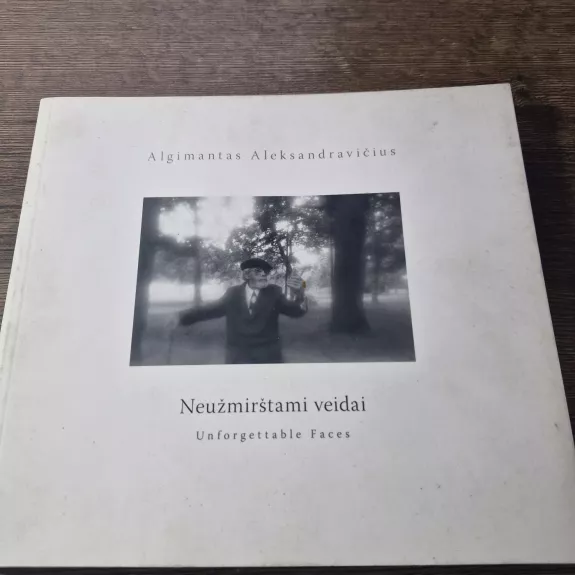 Algimantas Aleksandravičius
Neužmirštami veidai
Unforgettable Faces